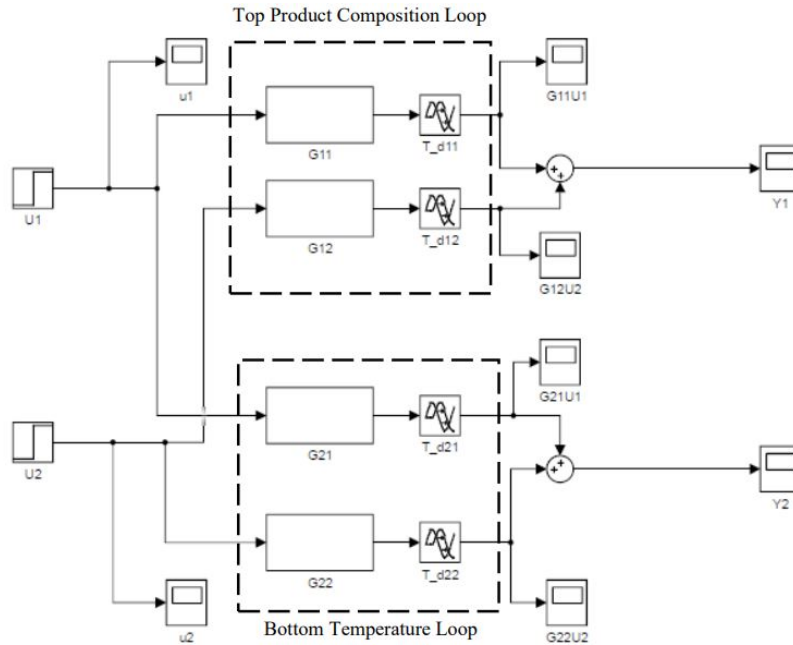 Top Product Composition Loop
u1
G11U1
G11
T_d11
U1
Y1
G12
T_d12
G12U2
G21U1
G21
T_d21
U2
Y2
G22
T_d22
u2
G22U2
Bottom Temperature Loop